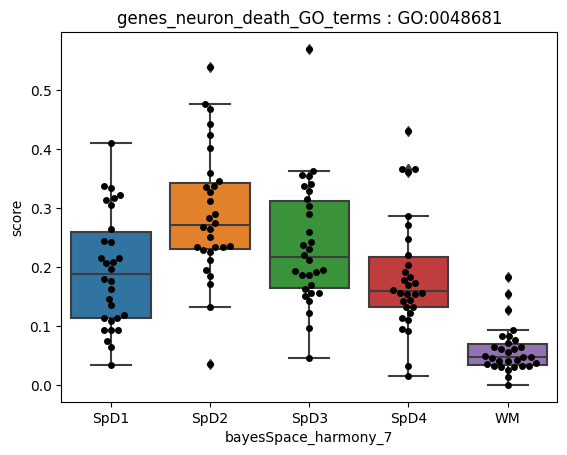 genes_neuron_death_GO_terms : GO:0048681
0.5
0.4
0.3
0.2
0.1
0.0
score
SpD1 SpD2 SpD3 SpD4 WM
bayesSpace_harmony_7